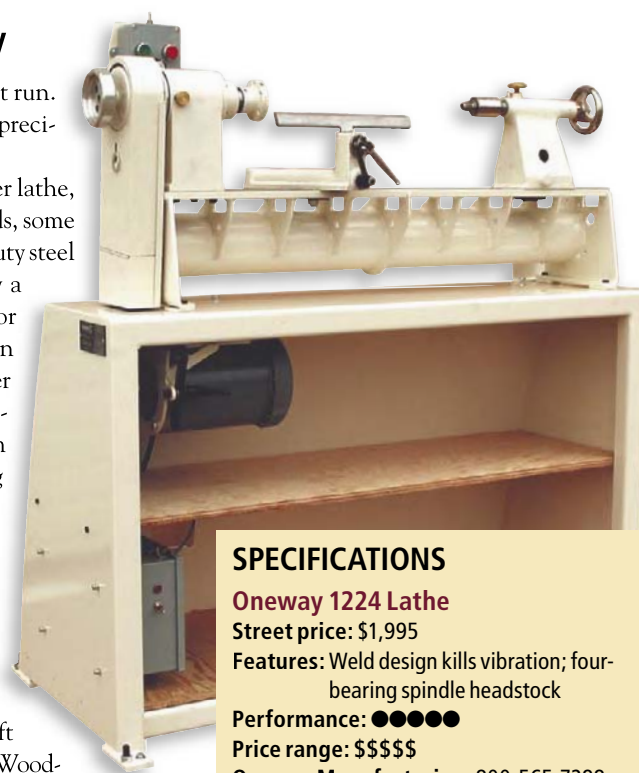 t run.
preci-
er lathe,
ls, some
uty steel
a
or
n
er
-
n
g
ft
Wood-
SPECIFICATIONS
Oneway 1224 Lathe
Street price: $1,995
Features: Weld design kills vibration; four-
bearing spindle headstock
Performance: ●●●●●
Price range: $$$$$